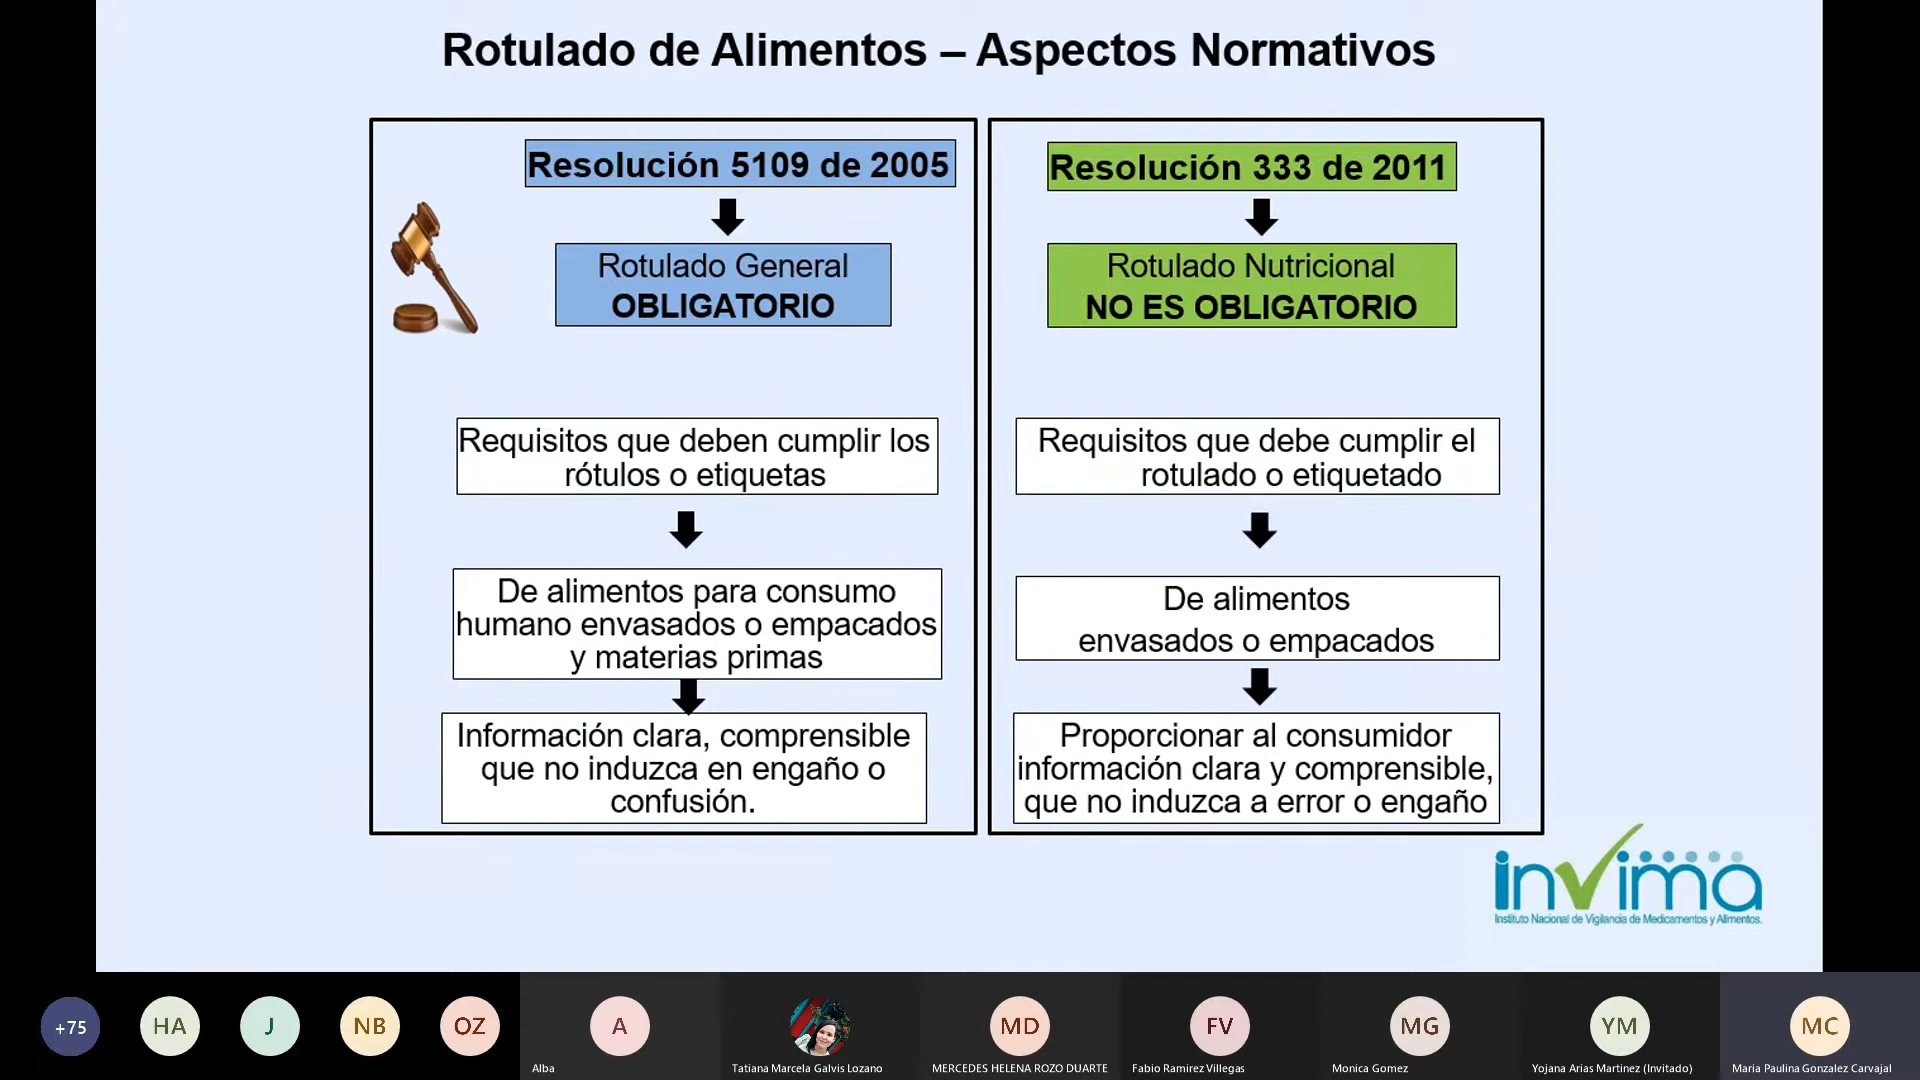 Rotulado de Alimentos – Aspectos Normativos
Resolución 5109 de 2005
Rotulado General
OBLIGATORIO
Requisitos que deben cumplir los
rótulos o etiquetas
De alimentos para consumo
humano envasados o empacados
y materias primas
Información clara, comprensible
que no induzca en engaño o
confusión.
Resolución 333 de 2011
Rotulado Nutricional
NO ES OBLIGATORIO
Requisitos que debe cumplir el
rotulado o etiquetado
De alimentos
envasados o empacados
Proporcionar al consumidor
información clara y comprensible,
que no induzca a error o engaño
invima
Instituto Nacional de Vigilancia de Medicamentos y Alimentos.
+75
HA
J
NB
OZ
A
MD
FV
MG
YM
MC
Alba
Tatiana Marcela Galvis Lozano
MERCEDES HELENA ROZO DUARTE
Fabio Ramirez Villegas
Monica Gomez
Yojana Arias Martinez (Invitado)
Maria Paulina Gonzalez Carvajal